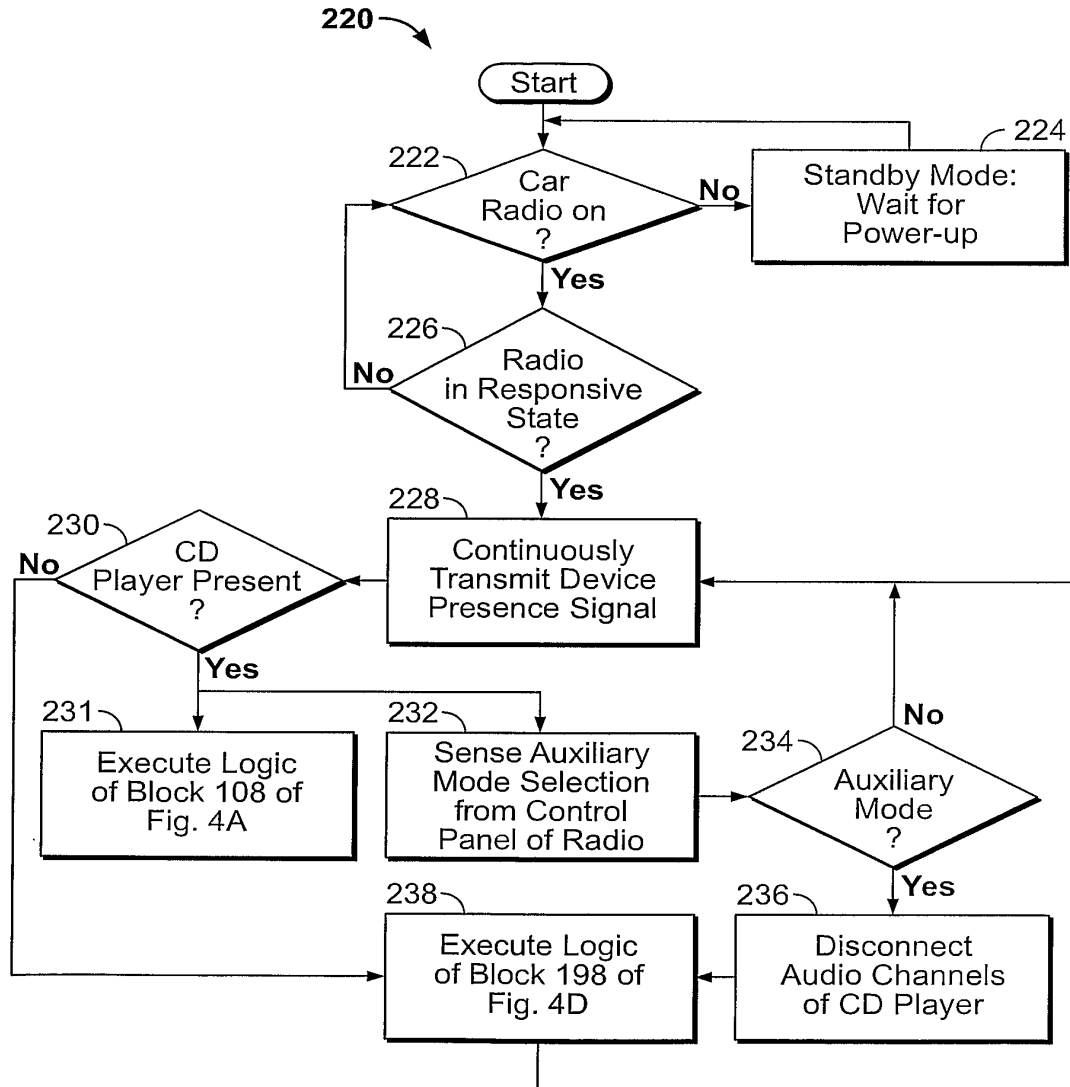 220
Start
222
Car
Radio on
?
No
224
Standby Mode:
Wait for
Power-up
Yes
226
Radio
in Responsive
State
?
No
Yes
228
Continuously
Transmit Device
Presence Signal
230
CD
Player Present
?
No
Yes
231
Execute Logic
of Block 108 of
Fig. 4A
232
Sense Auxiliary
Mode Selection
from Control
Panel of Radio
234
Auxiliary
Mode
?
No
Yes
236
Disconnect
Audio Channels
of CD Player
238
Execute Logic
of Block 198 of
Fig. 4D